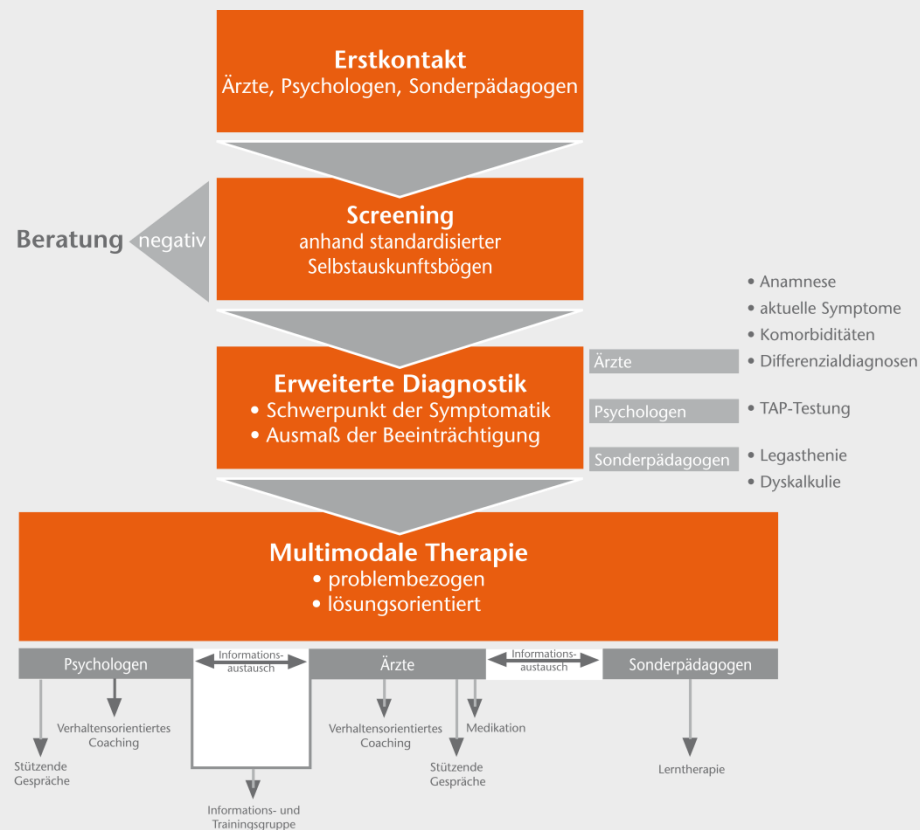 Erstkontakt
Ärzte, Psychologen, Sonderpädagogen
Beratung
negativ
Screening
anhand standardisierter
Selbstauskunftsbögen
Erweiterte Diagnostik
• Schwerpunkt der Symptomatik
• Ausmaß der Beeinträchtigung
Ärzte
• Anamnese
• aktuelle Symptome
• Komorbiditäten
• Differenzialdiagnosen
Psychologen
• TAP-Testung
Sonderpädagogen
• Legasthenie
• Dyskalkulie
Multimodale Therapie
• problembezogen
• lösungsorientiert
Psychologen
Informations-
austausch
Ärzte
Informations-
austausch
Sonderpädagogen
Verhaltensorientiertes
Coaching
Stützende
Gespräche
Informations- und
Trainingsgruppe
Verhaltensorientiertes
Coaching
Medikation
Stützende
Gespräche
Lerntherapie